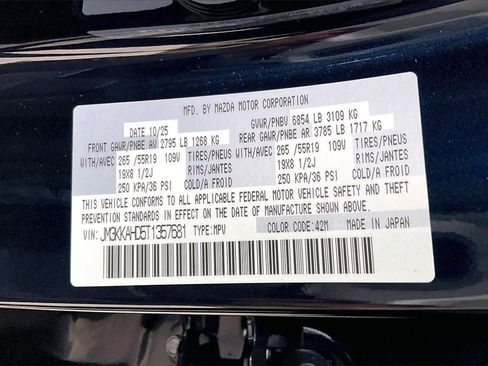 MFD. BY MAZDA MOTOR CORPORATION
DATE 10/25 GVWR/PNBV 6854 LB 3109 KG
FRONT GAWR/PNBE AV 2795 LB 1268 KG REAR GAWR/PNBE AR 3785 LB 1717 KG
WITH/AVEC 265 /55R19 109V TIRES/PNEUS WITH/AVEC 265 /55R19 109V TIRES/PNEUS
19X8 1/2J RIMS/JANTES 19X8 1/2J RIMS/JANTES
250 KPA/36 PSI COLD/A FROID 250 KPA/36 PSI COLD/A FROID
THIS VEHICLE CONFORMS TO ALL APPLICABLE FEDERAL MOTOR VEHICLE SAFETY AND THEFT
PREVENTION STANDARDS IN EFFECT ON THE DATE OF MANUFACTURE SHOWN ABOVE.
VIN: JM3KKAHD5T1357681 TYPE:MPV COLOR CODE:42M MADE IN JAPAN